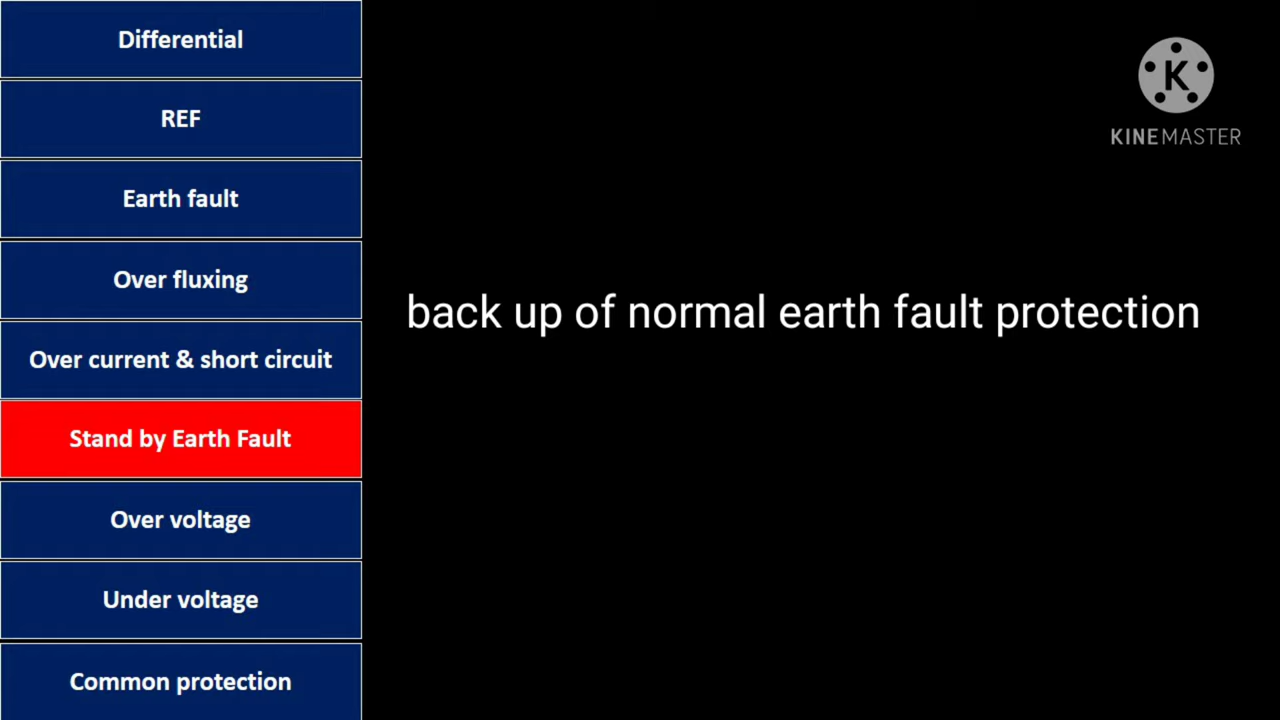 Differential
REF
Earth fault
Over fluxing
Over current & short circuit
Stand by Earth Fault
Over voltage
Under voltage
Common protection
back up of normal earth fault protection
K
KINEMASTER